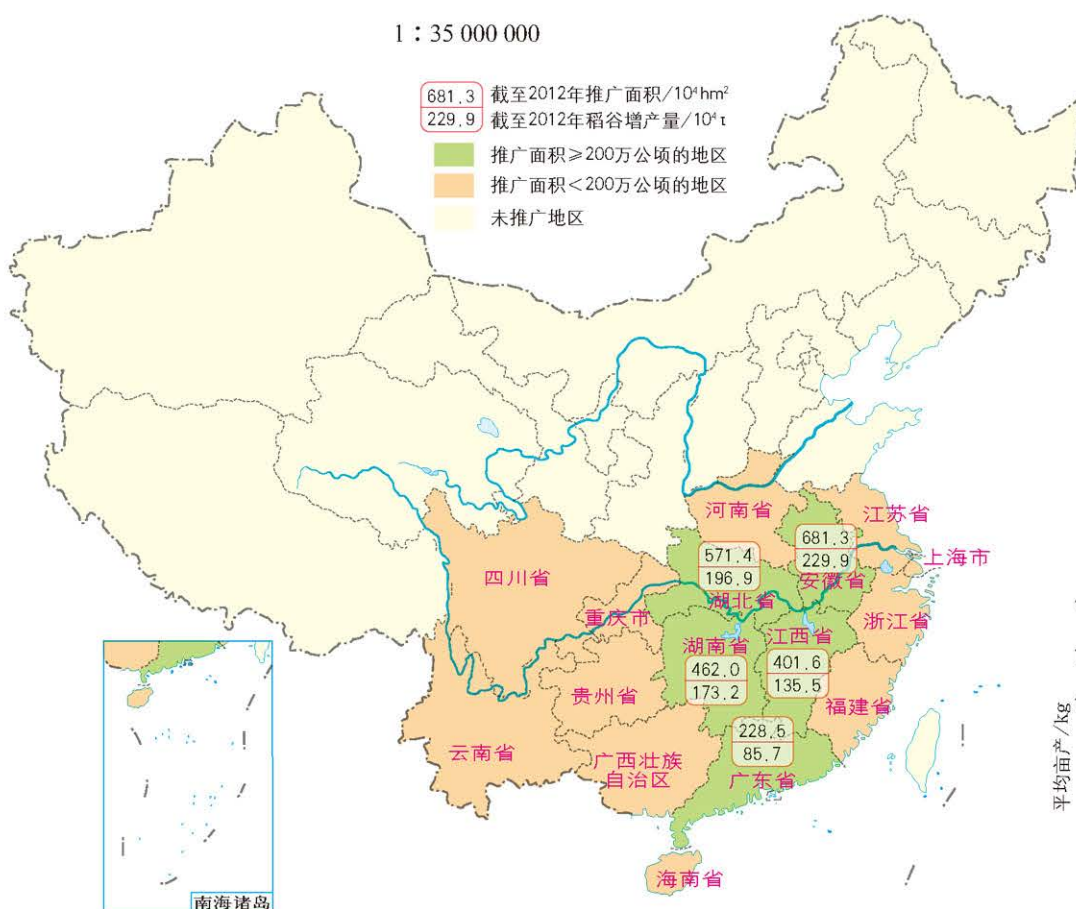 1∶35 000 000
681.3 截至2012年推广面积/10⁴hm²
229.9 截至2012年稻谷增产量/10⁴t
推广面积≥200万公顷的地区
推广面积<200万公顷的地区
未推广地区
河南省
江苏省
681.3
229.9
571.4
196.9
上海市
安徽省
四川省
湖北省
重庆市
浙江省
湖南省
江西省
462.0
173.2
401.6
135.5
贵州省
福建省
228.5
85.7
云南省
广西壮族
自治区
广东省
海南省
南海诸岛
平均亩产/kg